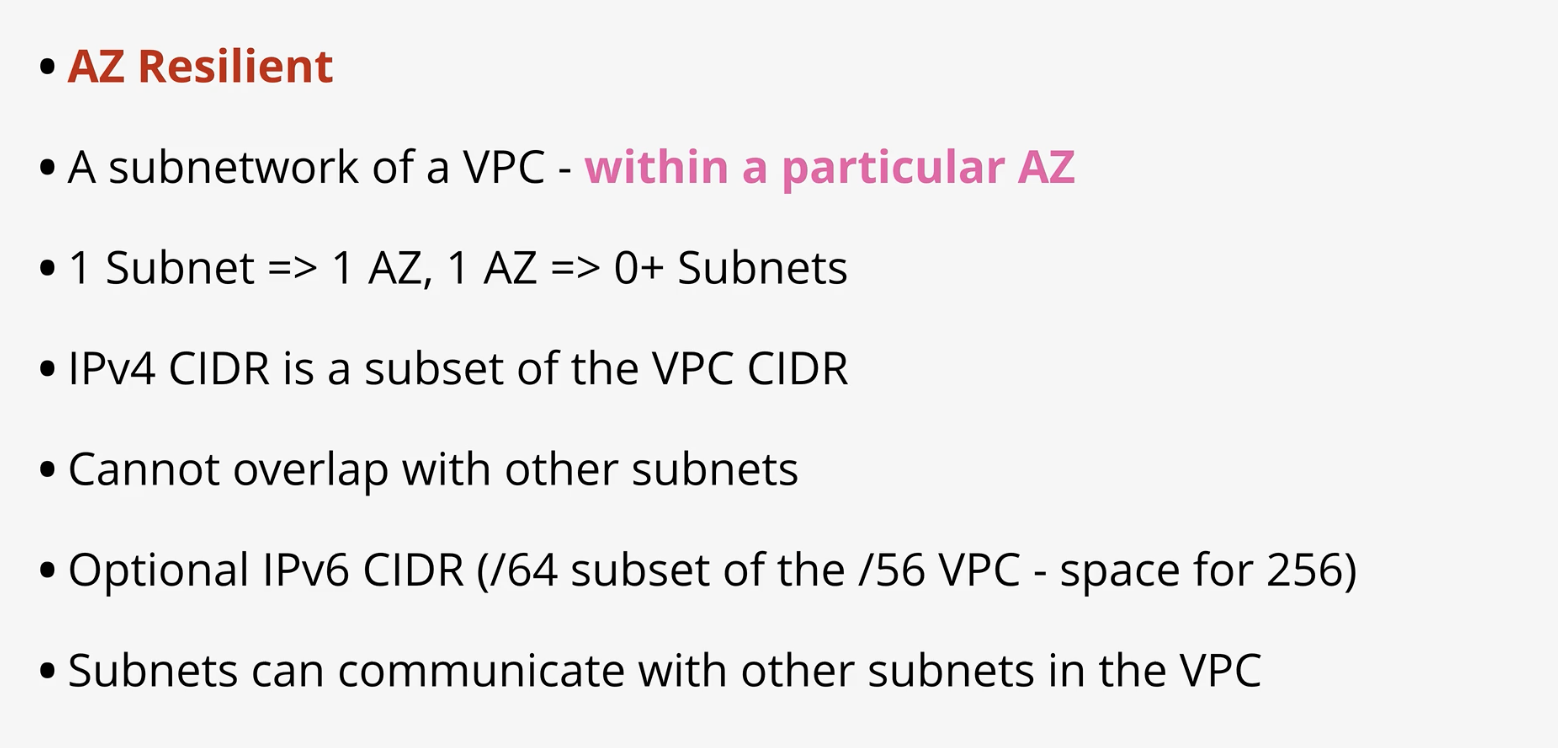 • AZ Resilient
• A subnetwork of a VPC - within a particular AZ
• 1 Subnet => 1 AZ, 1 AZ => 0+ Subnets
• IPv4 CIDR is a subset of the VPC CIDR
• Cannot overlap with other subnets
• Optional IPv6 CIDR (/64 subset of the /56 VPC - space for 256)
• Subnets can communicate with other subnets in the VPC